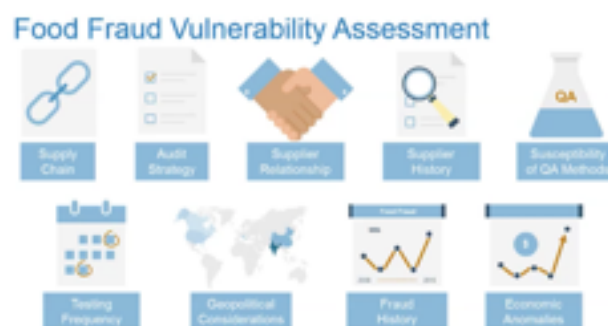 Food Fraud Vulnerability Assessment
QA
Supply
Chain
Audit
Strategy
Supplier
Relationship
Supplier
History
Susceptibility
of QA Methods
$
Testing
Frequency
Geopolitical
Considerations
Fraud
History
Economic
Anomalies